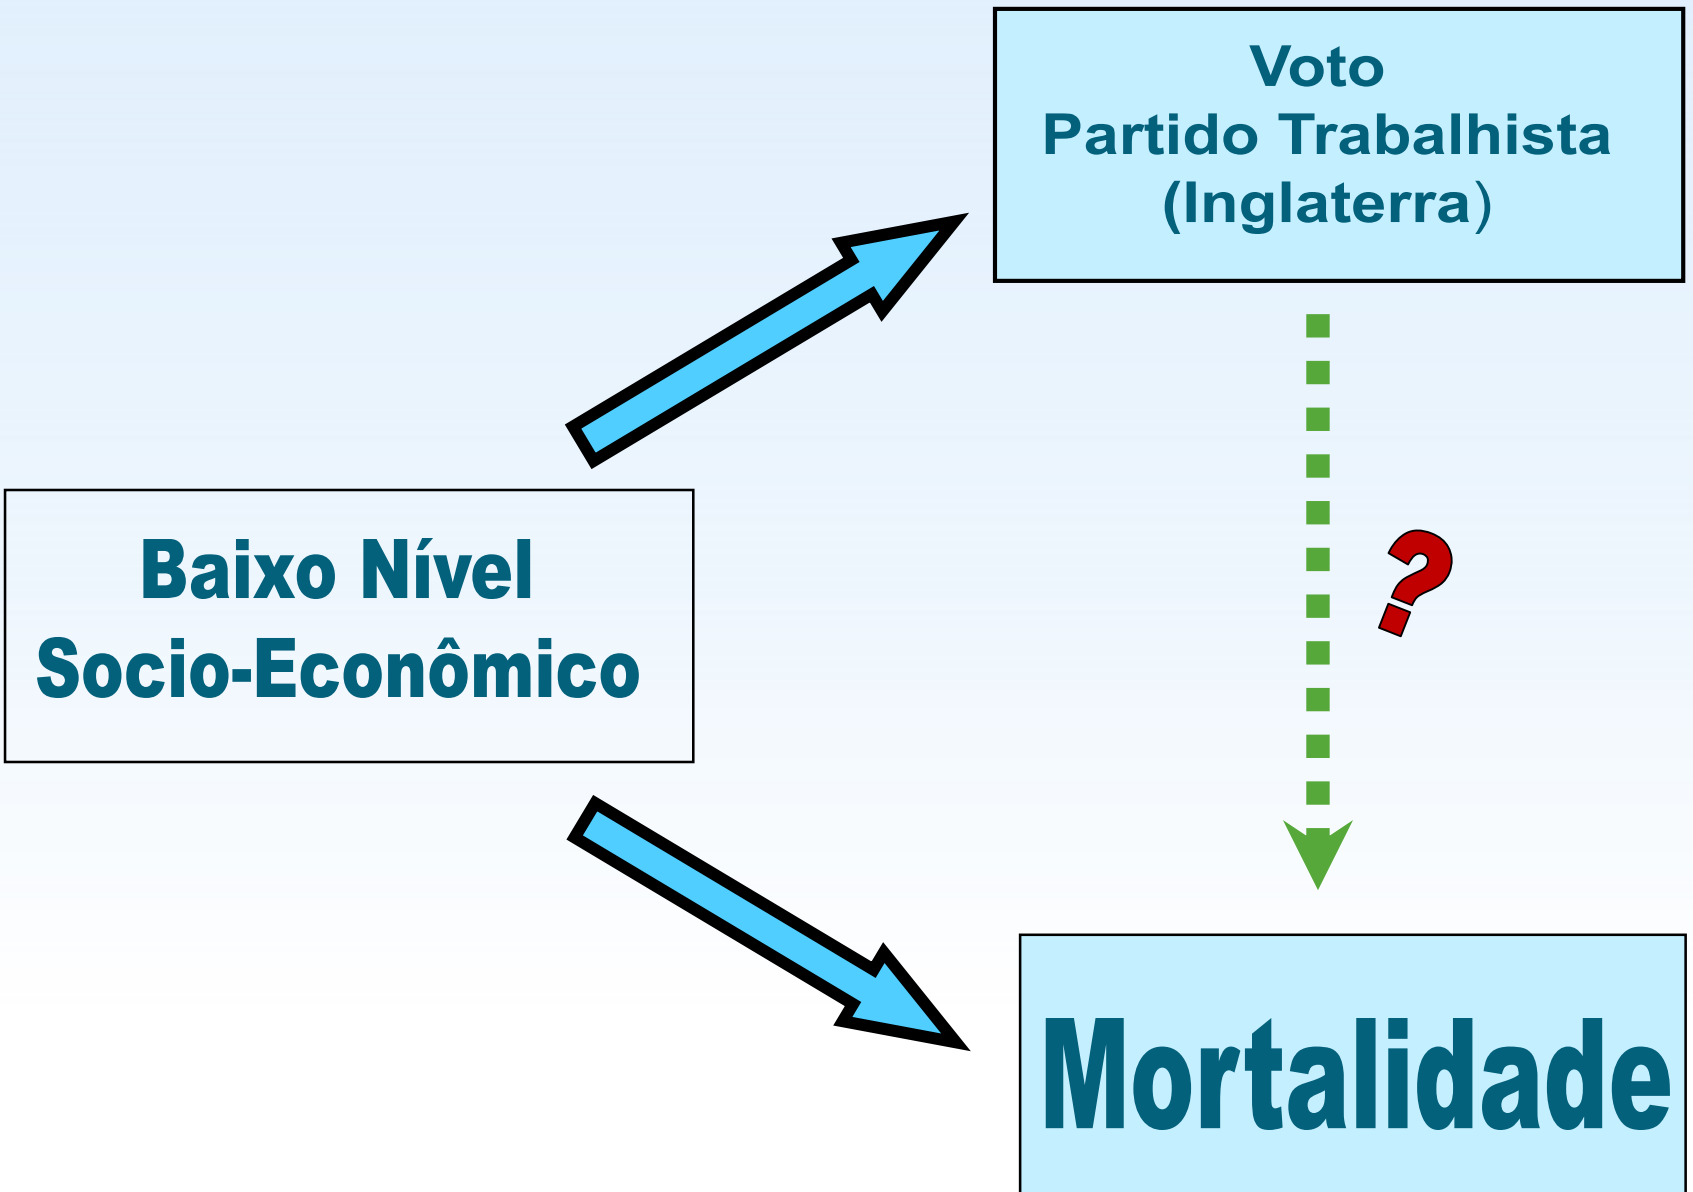 Voto
Partido Trabalhista
(Inglaterra)
Baixo Nível
Socio-Econômico
?
Mortalidade